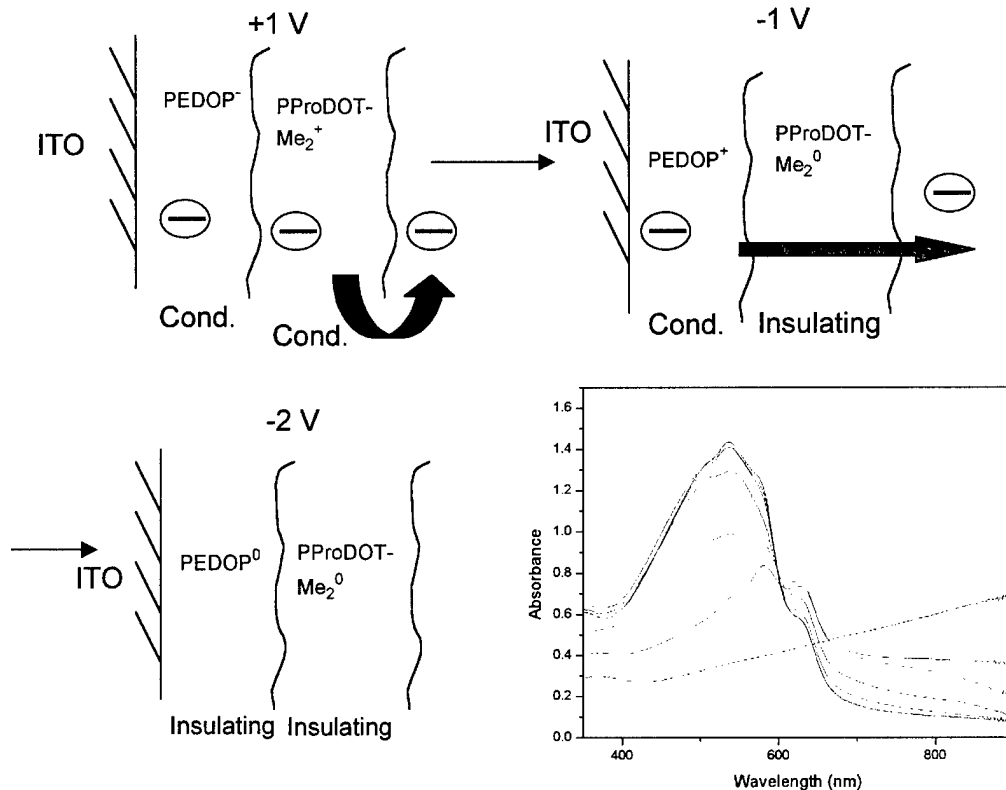 +1 V
ITO
PEDOP⁻
PProDOT-
Me₂⁺
Cond.
Cond.
-1 V
ITO
PEDOP⁺
PProDOT-
Me₂⁰
Cond.
Insulating
-2 V
ITO
PEDOP⁰
PProDOT-
Me₂⁰
Insulating
Insulating
1.6
1.4
1.2
1.0
0.8
0.6
0.4
0.2
0.0
Absorbance
400
600
800
Wavelength (nm)